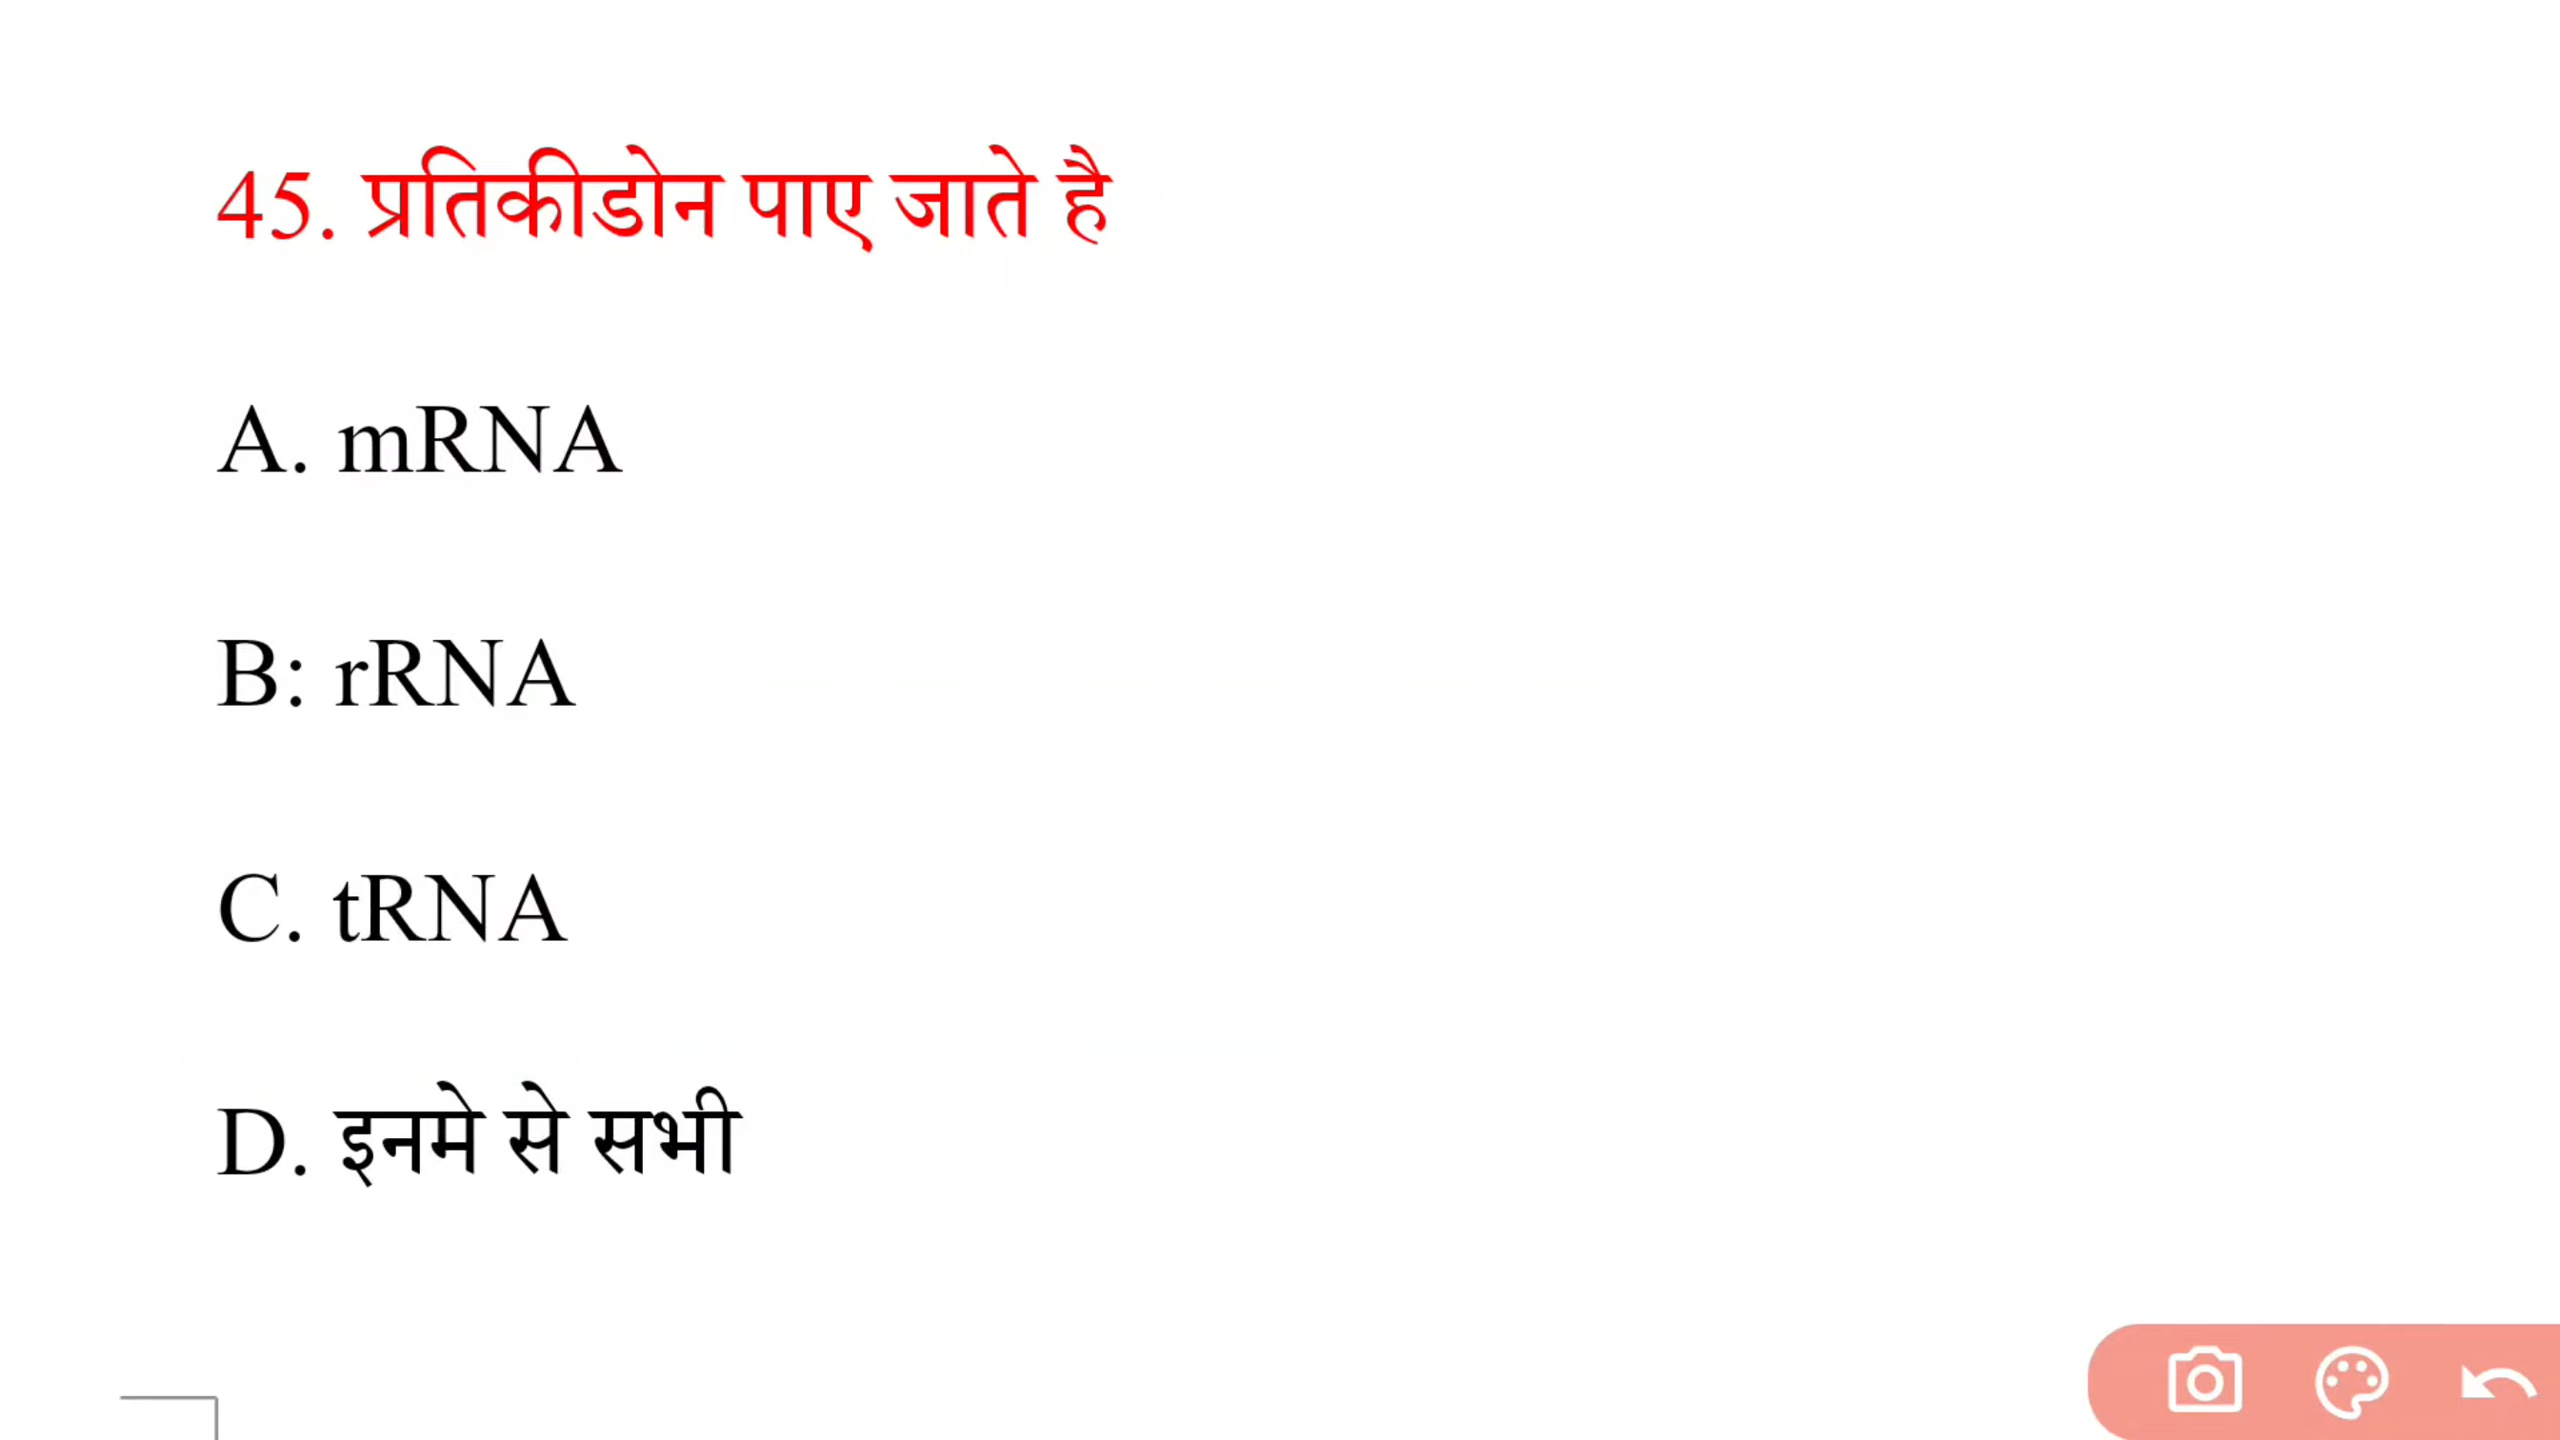 45. प्रतिकीडोन पाए जाते है
A. mRNA
B: rRNA
C. tRNA
D. इनमे से सभी